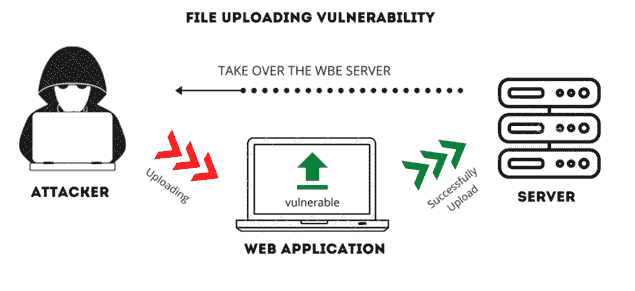 FILE UPLOADING VULNERABILITY
TAKE OVER THE WBE SERVER
ATTACKER
Uploading
vulnerable
WEB APPLICATION
Successfully
Upload
SERVER